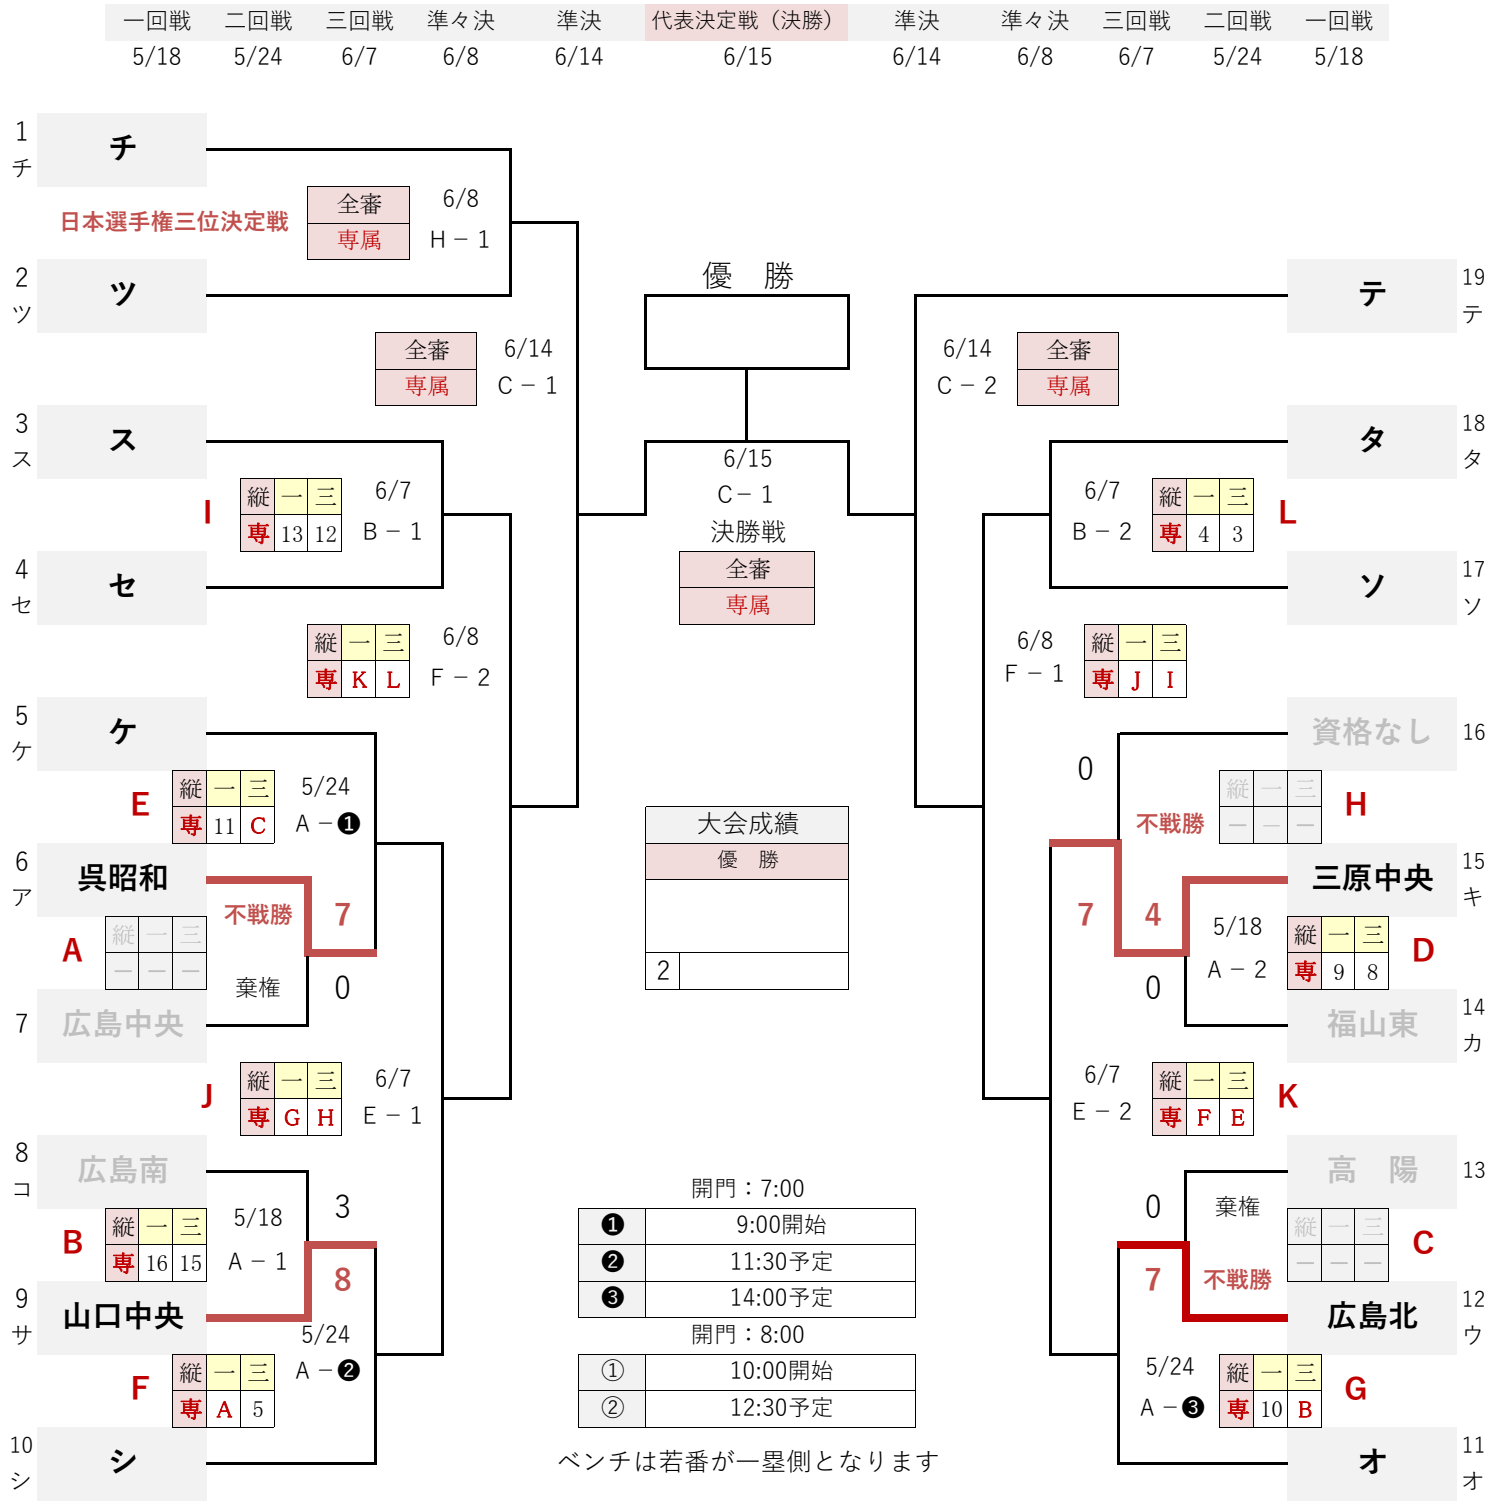 一回戦 二回戦 三回戦 準々決 準決 代表決定戦（決勝） 準決 準々決 三回戦 二回戦 一回戦
5/18 5/24 6/7 6/8 6/14 6/15 6/14 6/8 6/7 5/24 5/18
1 チ
チ
全審 6/8
日本選手権三位決定戦
専属 H－1
2 ツ
ツ
優　勝
テ 19
テ
全審 6/14
専属 C－1
6/14 全審
C－2 専属
3 ス
ス
タ 18
タ
6/15
C－1
決勝戦
全審
専属
I 縦 一 三 6/7
専 13 12 B－1
6/7 縦 一 三 L
B－2 専 4 3
4 セ
セ
ソ 17
ソ
縦 一 三 6/8
専 K L F－2
6/8 縦 一 三
F－1 専 J I
5 ケ
ケ
資格なし 16
0
E 縦 一 三 5/24
専 11 C A－❶
縦 一 三 H
不戦勝 － － －
大会成績
優　勝
2
6 呉昭和
ア
三原中央 15
キ
不戦勝 7
7 4
A 縦 一 三
－ － －
5/18 縦 一 三 D
A－2 専 9 8
棄権 0
0
7 広島中央
福山東 14
カ
J 縦 一 三 6/7
専 G H E－1
6/7 縦 一 三 K
E－2 専 F E
8 広島南
コ
高　陽 13
3
0 棄権
B 縦 一 三 5/18
専 16 15 A－1
縦 一 三 C
－ － －
8
7 不戦勝
9 山口中央
サ
広島北 12
ウ
開門：7:00
❶ 9:00開始
❷ 11:30予定
❸ 14:00予定
開門：8:00
① 10:00開始
② 12:30予定
5/24
F 縦 一 三 A－❷
専 A 5
5/24 縦 一 三 G
A－❸ 専 10 B
10 シ
シ
オ 11
オ
ベンチは若番が一塁側となります